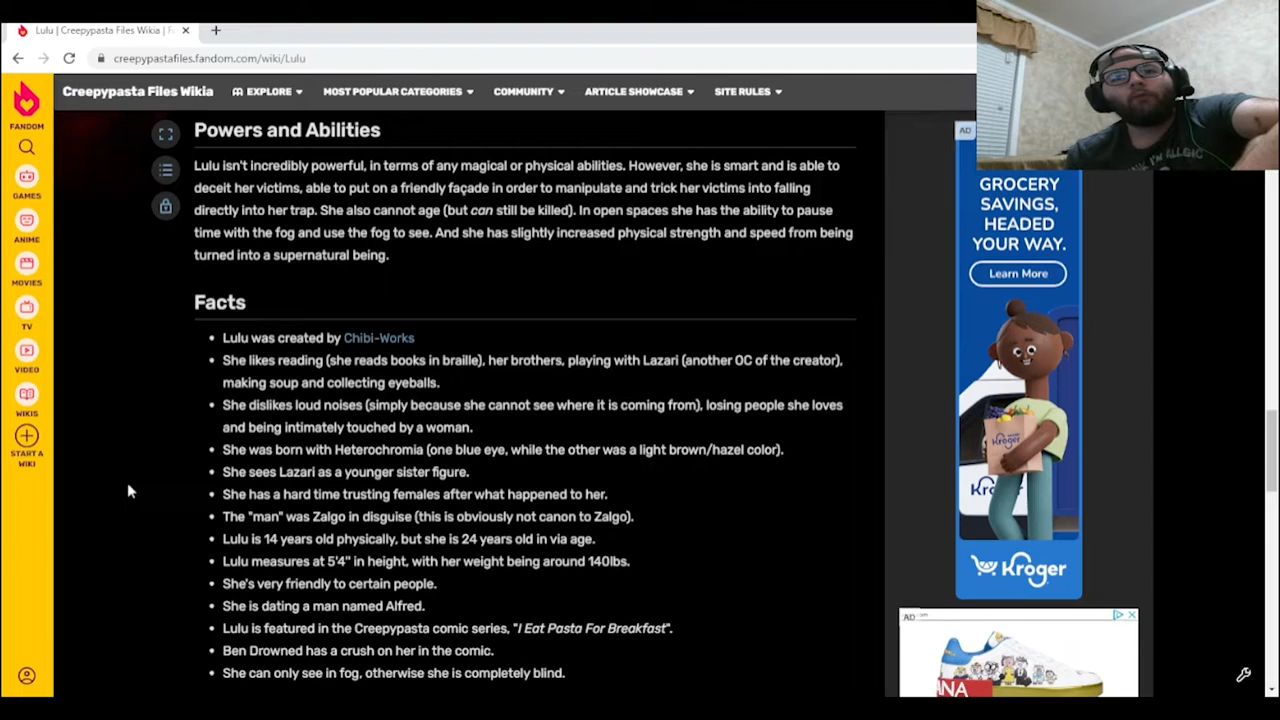 Lulu | Creepypasta Files Wikia | F
creepypastafiles.fandom.com/wiki/Lulu
Creepypasta Files Wikia
EXPLORE
MOST POPULAR CATEGORIES
COMMUNITY
ARTICLE SHOWCASE
SITE RULES
FANDOM
GAMES
ANIME
MOVIES
TV
VIDEO
WIKIS
START A
WIKI
Powers and Abilities
Lulu isn't incredibly powerful, in terms of any magical or physical abilities. However, she is smart and is able to
deceit her victims, able to put on a friendly façade in order to manipulate and trick her victims into falling
directly into her trap. She also cannot age (but can still be killed). In open spaces she has the ability to pause
time with the fog and use the fog to see. And she has slightly increased physical strength and speed from being
turned into a supernatural being.
Facts
• Lulu was created by Chibi-Works
• She likes reading (she reads books in braille), her brothers, playing with Lazari (another OC of the creator),
making soup and collecting eyeballs.
• She dislikes loud noises (simply because she cannot see where it is coming from), losing people she loves
and being intimately touched by a woman.
• She was born with Heterochromia (one blue eye, while the other was a light brown/hazel color).
• She sees Lazari as a younger sister figure.
• She has a hard time trusting females after what happened to her.
• The "man" was Zalgo in disguise (this is obviously not canon to Zalgo).
• Lulu is 14 years old physically, but she is 24 years old in via age.
• Lulu measures at 5'4" in height, with her weight being around 140lbs.
• She's very friendly to certain people.
• She is dating a man named Alfred.
• Lulu is featured in the Creepypasta comic series, "I Eat Pasta For Breakfast".
• Ben Drowned has a crush on her in the comic.
• She can only see in fog, otherwise she is completely blind.
AD
GROCERY
SAVINGS,
HEADED
YOUR WAY.
Learn More
Kroger
Kro
Kroger
AD
ANA
I'M ALLERGIC